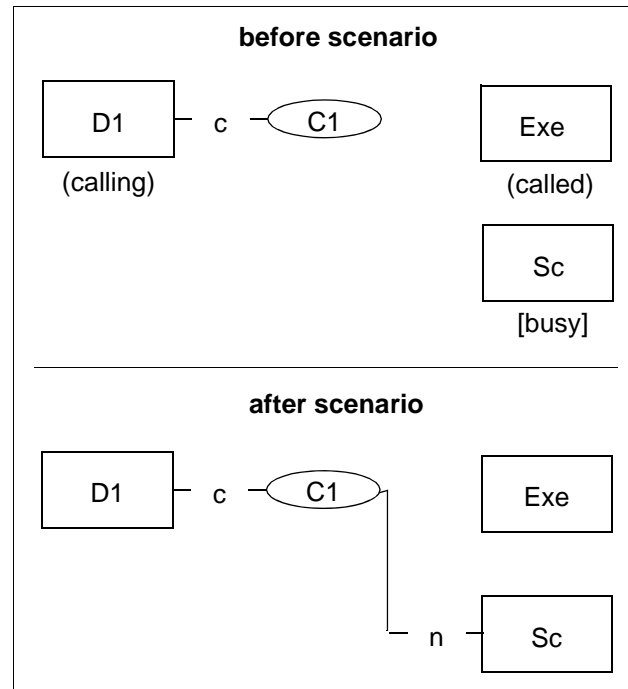 before scenario
D1 c C1 Exe
(calling) (called)
Sc
[busy]
after scenario
D1 c C1 Exe
n Sc